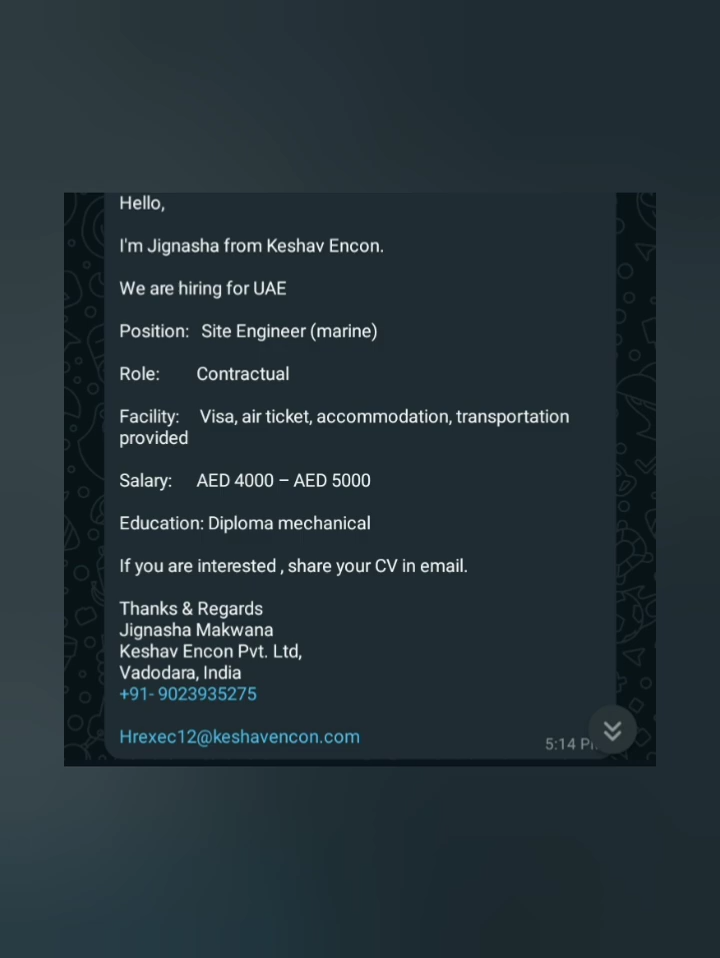 Hello,
I'm Jignasha from Keshav Encon.
We are hiring for UAE
Position: Site Engineer (marine)
Role: Contractual
Facility: Visa, air ticket, accommodation, transportation
provided
Salary: AED 4000 – AED 5000
Education: Diploma mechanical
If you are interested , share your CV in email.
Thanks & Regards
Jignasha Makwana
Keshav Encon Pvt. Ltd,
Vadodara, India
+91- 9023935275
Hrexec12@keshavencon.com
5:14 P